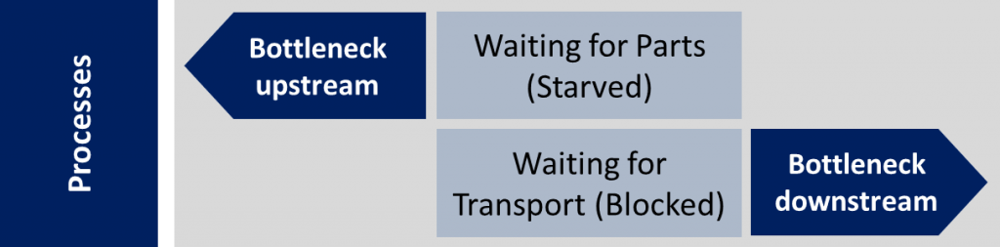 Processes
Bottleneck
upstream
Waiting for Parts
(Starved)
Waiting for
Transport (Blocked)
Bottleneck
downstream